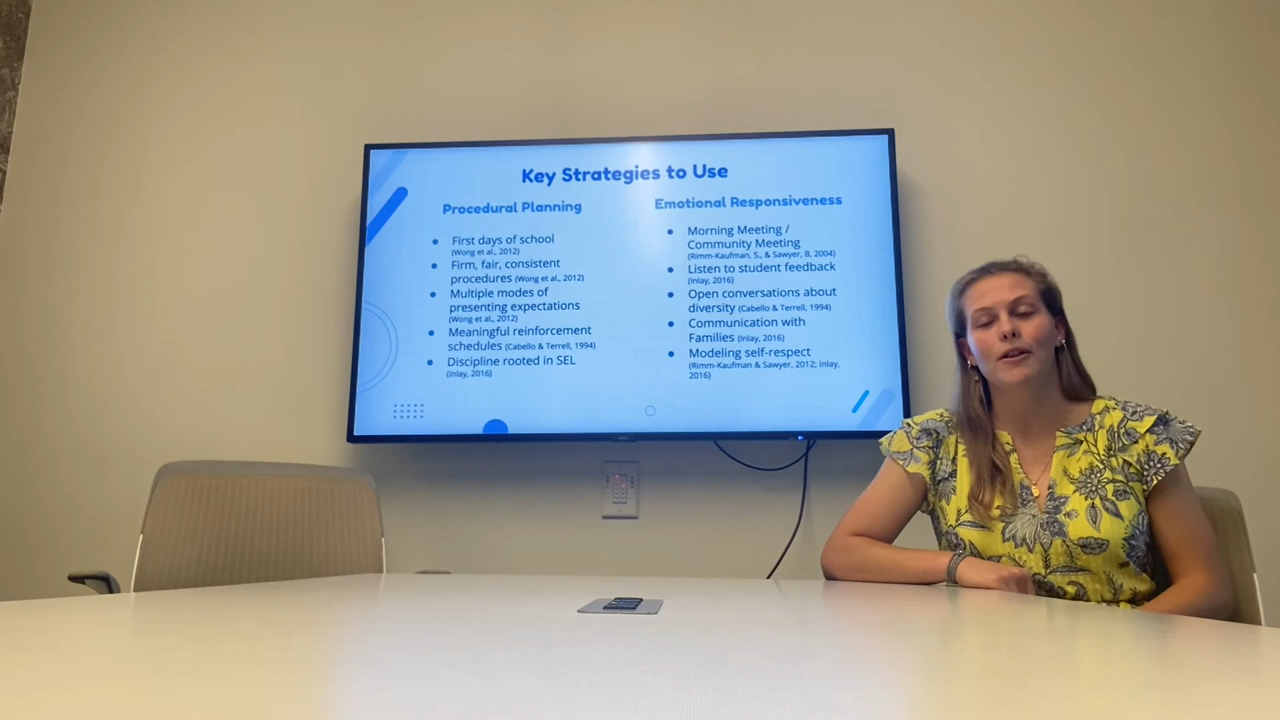 Key Strategies to Use
Procedural Planning
First days of school
(Wong et al., 2012)
Firm, fair, consistent
procedures (Wong et al., 2012)
Multiple modes of
presenting expectations
(Wong et al., 2012)
Meaningful reinforcement
schedules (Cabello & Terrell, 1994)
Discipline rooted in SEL
(Inlay, 2016)
Emotional Responsiveness
Morning Meeting /
Community Meeting
(Rimm-Kaufman, S., & Sawyer, B, 2004)
Listen to student feedback
(Inlay, 2016)
Open conversations about
diversity (Cabello & Terrell, 1994)
Communication with
Families (Inlay, 2016)
Modeling self-respect
(Rimm-Kaufman & Sawyer, 2012; Inlay,
2016)